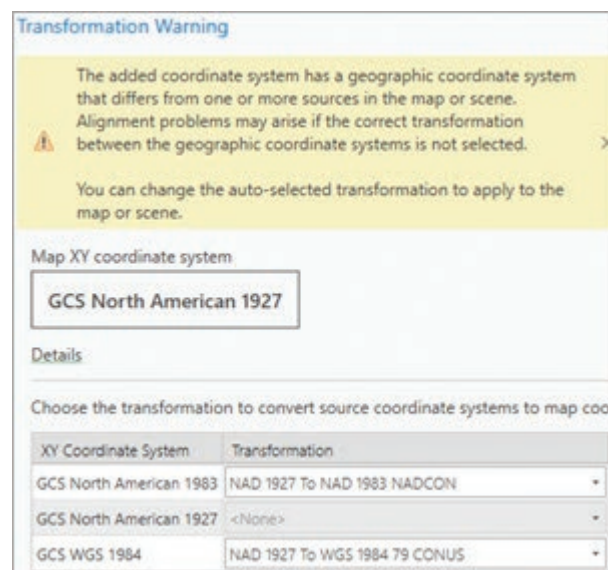 Transformation Warning
The added coordinate system has a geographic coordinate system
that differs from one or more sources in the map or scene.
Alignment problems may arise if the correct transformation
between the geographic coordinate systems is not selected.
You can change the auto-selected transformation to apply to the
map or scene.
Map XY coordinate system
GCS North American 1927
Details
Choose the transformation to convert source coordinate systems to map coo
XY Coordinate System Transformation
GCS North American 1983 NAD 1927 To NAD 1983 NADCON
GCS North American 1927 <None>
GCS WGS 1984 NAD 1927 To WGS 1984 79 CONUS